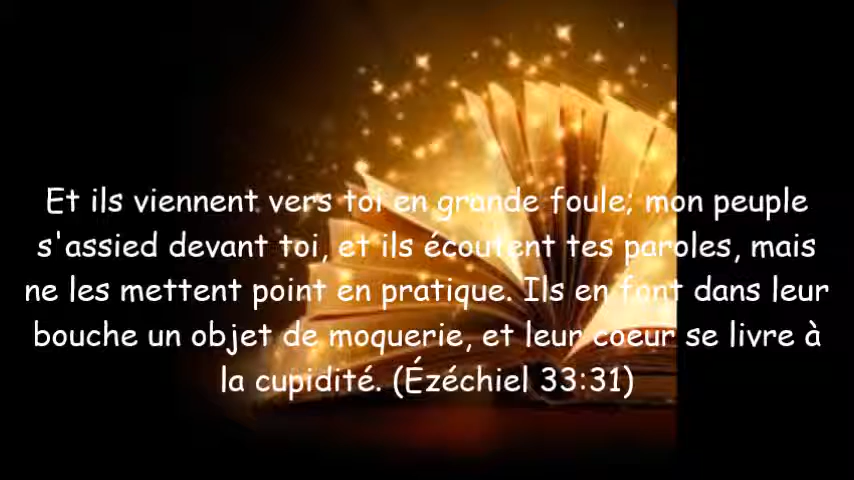 Et ils viennent vers toi en grande foule; mon peuple
s'assied devant toi, et ils écoutent tes paroles, mais
ne les mettent point en pratique. Ils en font dans leur
bouche un objet de moquerie, et leur coeur se livre à
la cupidité. (Ézéchiel 33:31)